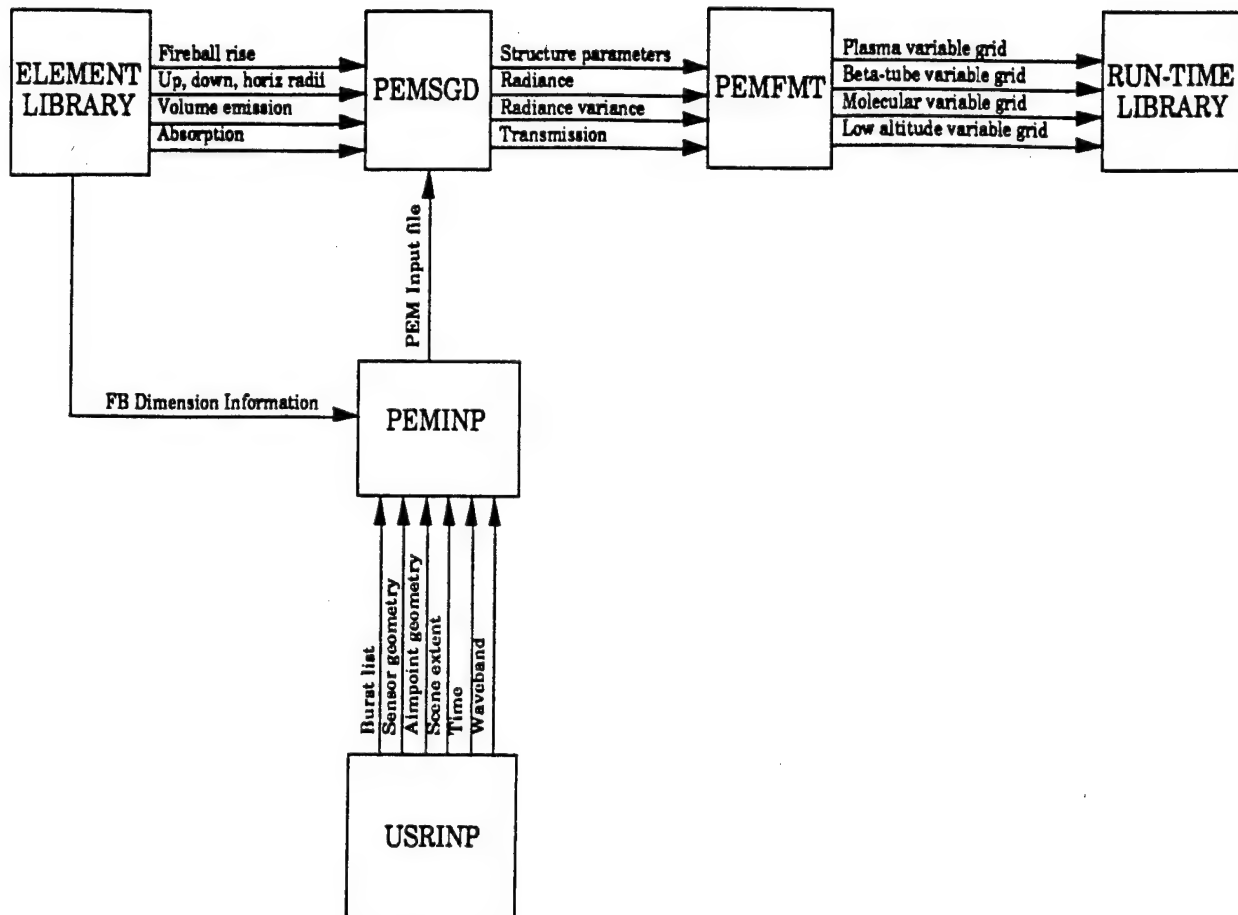 ELEMENT
LIBRARY
Fireball rise
Up, down, horiz radii
Volume emission
Absorption
PEMSGD
Structure parameters
Radiance
Radiance variance
Transmission
PEMFMT
Plasma variable grid
Beta-tube variable grid
Molecular variable grid
Low altitude variable grid
RUN-TIME
LIBRARY
PEM Input file
FB Dimension Information
PEMINP
Burst list
Sensor geometry
Aimpoint geometry
Scene extent
Time
Waveband
USRINP